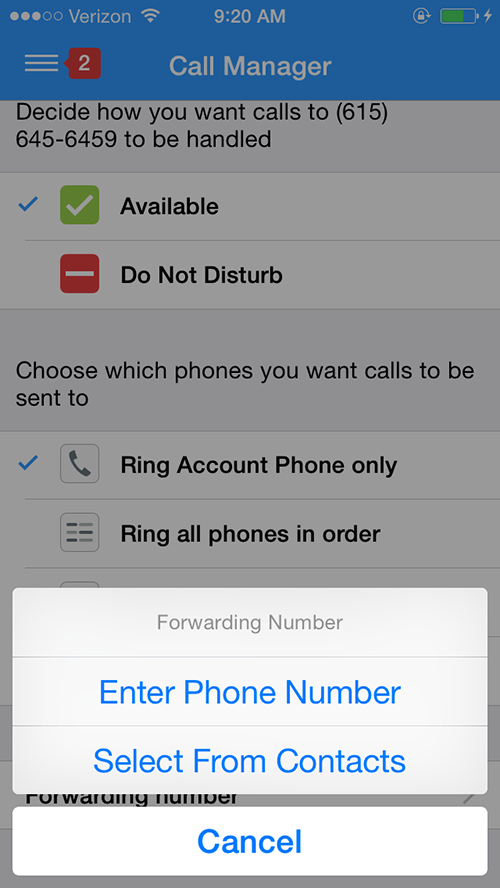 Verizon 9:20 AM
2 Call Manager
Decide how you want calls to (615)
645-6459 to be handled
Available
Do Not Disturb
Choose which phones you want calls to be
sent to
Ring Account Phone only
Ring all phones in order
Forwarding Number
Enter Phone Number
Select From Contacts
Forwarding number
Cancel